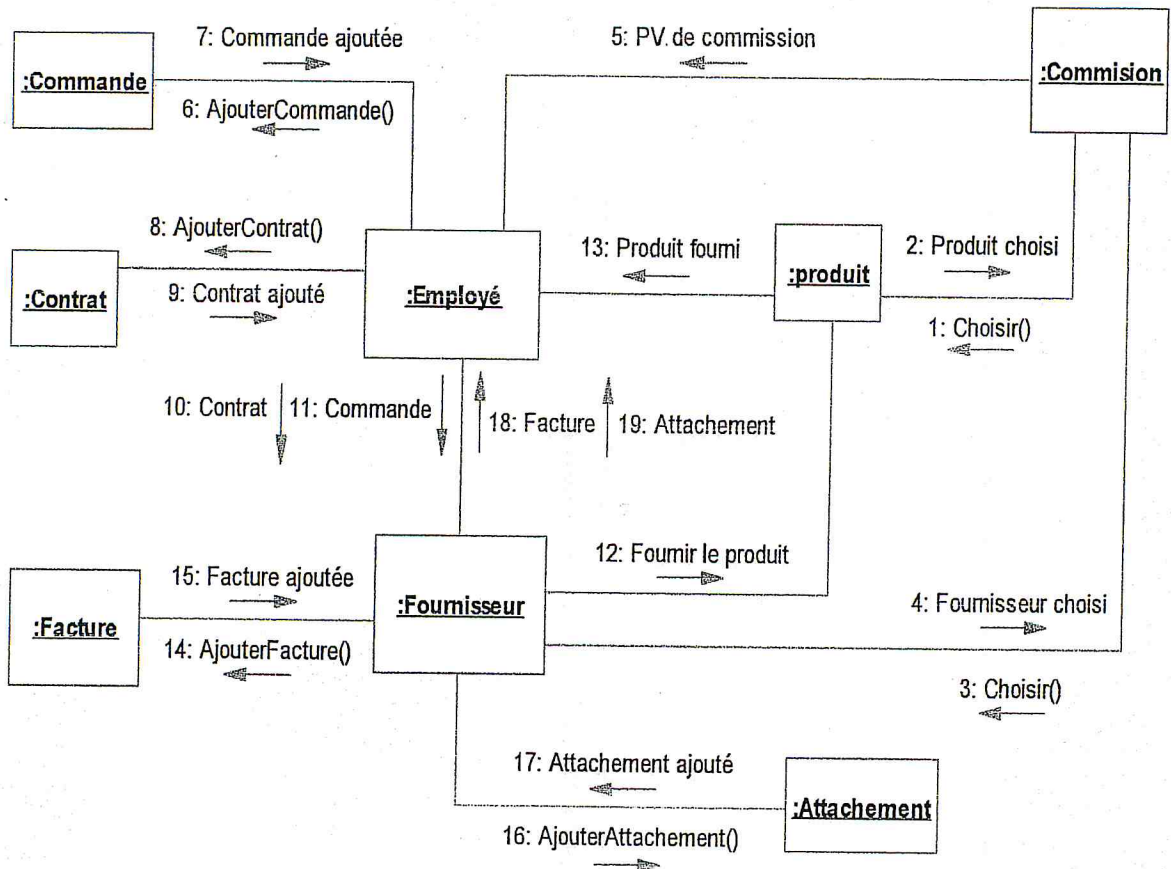 7: Commande ajoutée
5: PV. de commission
:Commande
:Commision
6: AjouterCommande()
8: AjouterContrat()
13: Produit fourni
2: Produit choisi
:Contrat
:Employé
:produit
9: Contrat ajouté
1: Choisir()
10: Contrat
11: Commande
18: Facture
19: Attachement
12: Fournir le produit
15: Facture ajoutée
4: Fournisseur choisi
:Facture
:Fournisseur
14: AjouterFacture()
3: Choisir()
17: Attachement ajouté
:Attachement
16: AjouterAttachement()